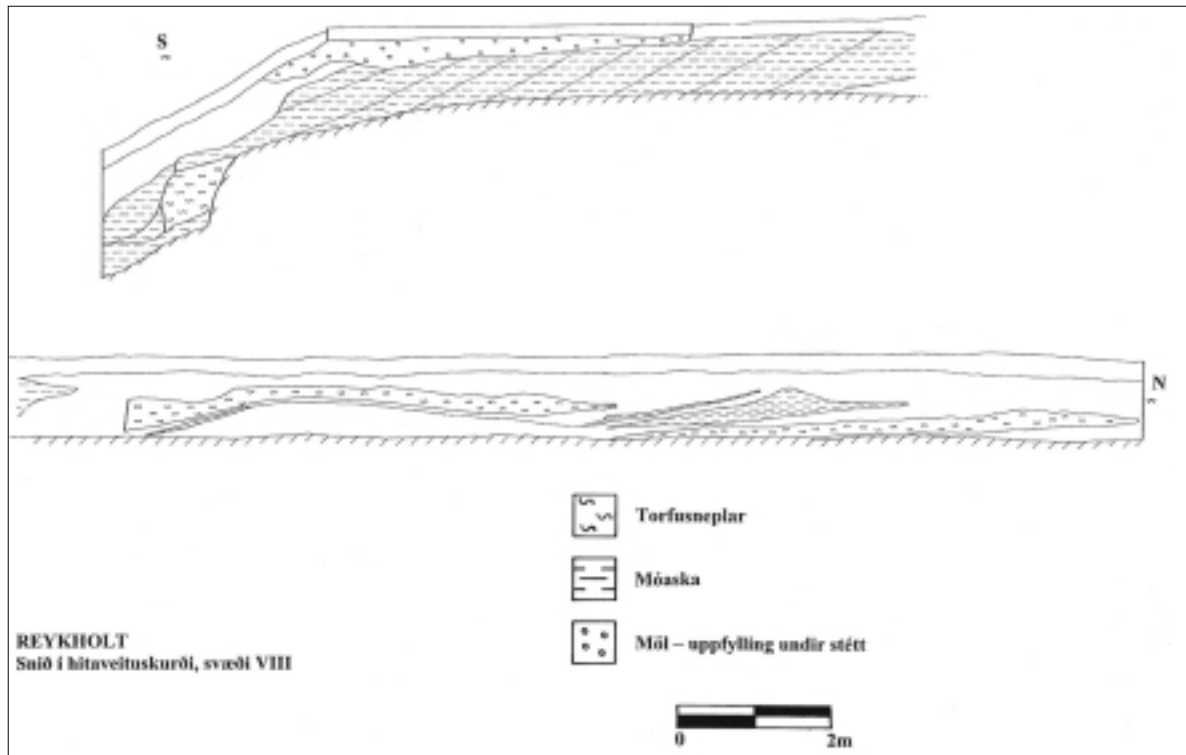 S
N
Torfusneplar
Móaska
Möl – uppfylling undir stétt
REYKHOLT
Snið í hitaveituskurði, svæði VIII
0 2m